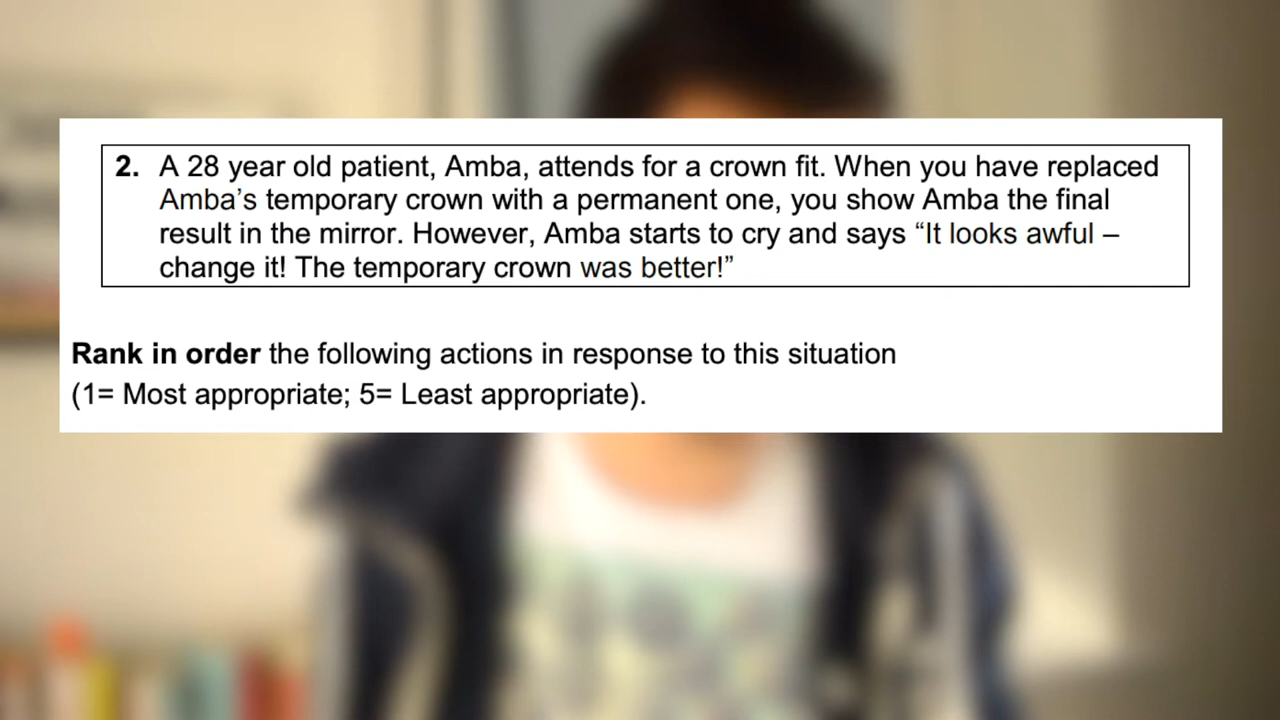 2. A 28 year old patient, Amba, attends for a crown fit. When you have replaced
Amba’s temporary crown with a permanent one, you show Amba the final
result in the mirror. However, Amba starts to cry and says “It looks awful –
change it! The temporary crown was better!”
Rank in order the following actions in response to this situation
(1= Most appropriate; 5= Least appropriate).